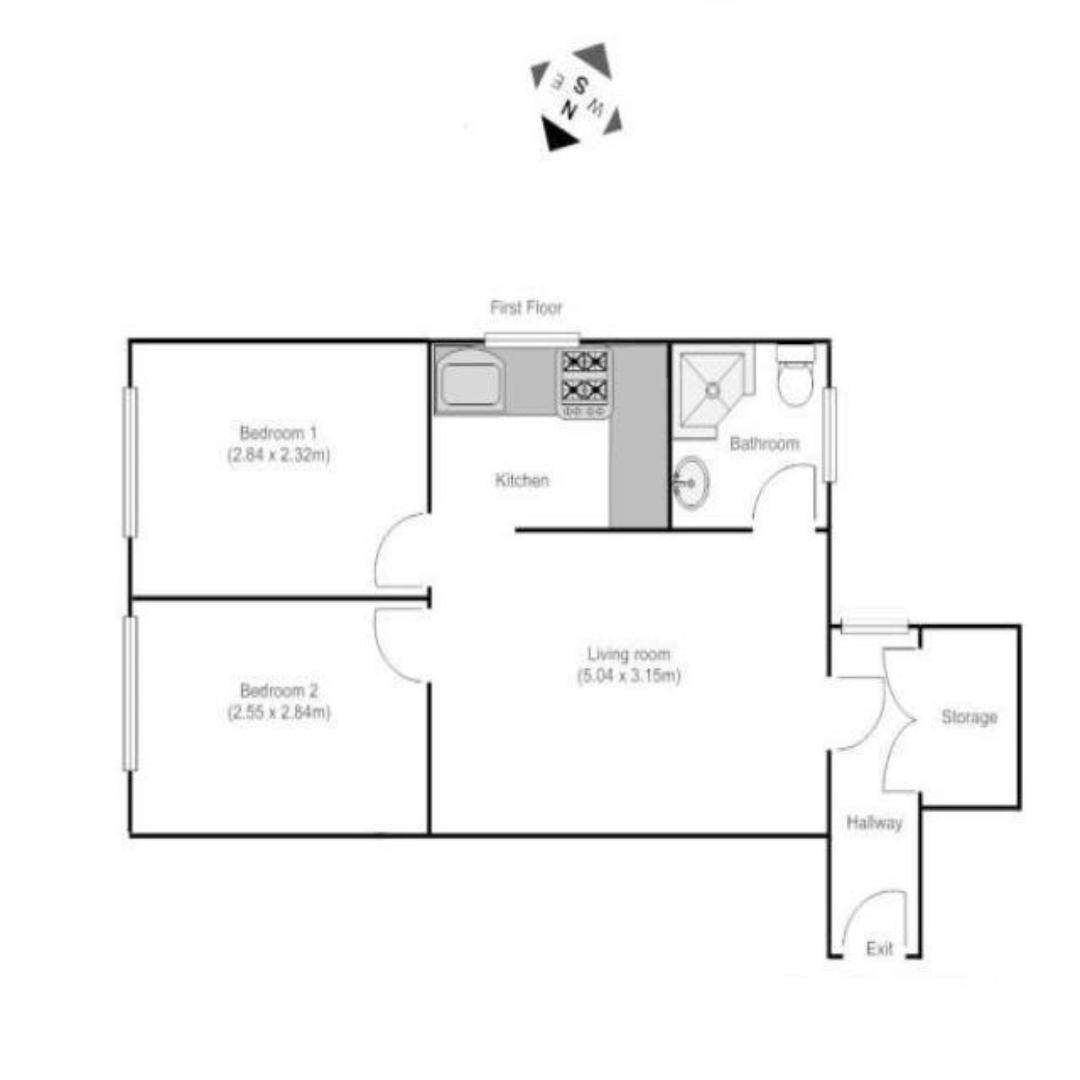 E
S
W
N
First Floor
Bedroom 1
(2.84 x 2.32m)
Kitchen
Bathroom
Living room
(5.04 x 3.15m)
Bedroom 2
(2.55 x 2.84m)
Storage
Hallway
Exit